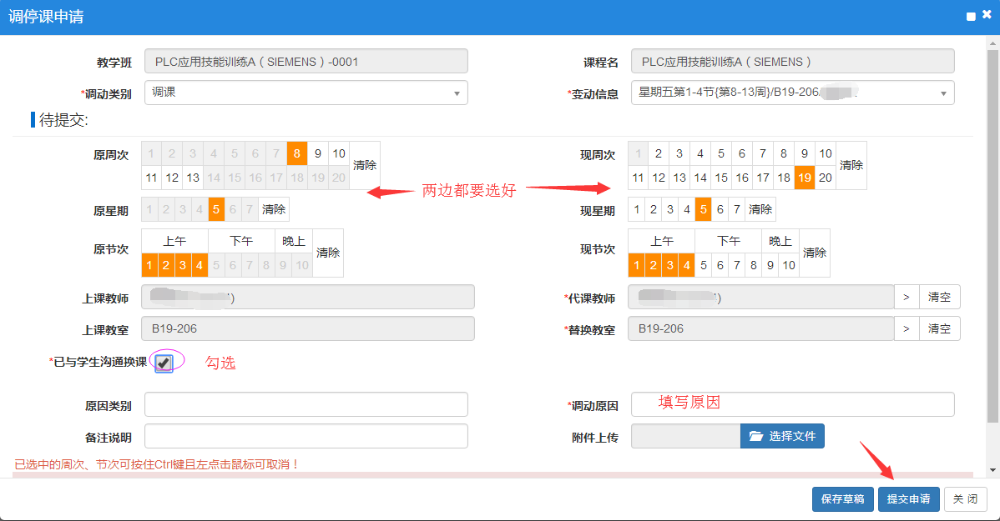 调停课申请
教学班 PLC应用技能训练A（SIEMENS）-0001 课程名 PLC应用技能训练A（SIEMENS）
*调动类别 调课 *变动信息 星期五第1-4节{第8-13周}/B19-206
待提交:
原周次 1 2 3 4 5 6 7 8 9 10 清除 现周次 1 2 3 4 5 6 7 8 9 10 清除
11 12 13 14 15 16 17 18 19 20 11 12 13 14 15 16 17 18 19 20
两边都要选好
原星期 1 2 3 4 5 6 7 清除 现星期 1 2 3 4 5 6 7 清除
原节次 上午 下午 晚上 清除 现节次 上午 下午 晚上 清除
1 2 3 4 5 6 7 8 9 10 1 2 3 4 5 6 7 8 9 10
上课教师 ) *代课教师 ) > 清空
上课教室 B19-206 *替换教室 B19-206 > 清空
*已与学生沟通换课 勾选
原因类别 *调动原因 填写原因
备注说明 附件上传 选择文件
已选中的周次、节次可按住Ctrl键且左点击鼠标可取消！
保存草稿 提交申请 关 闭